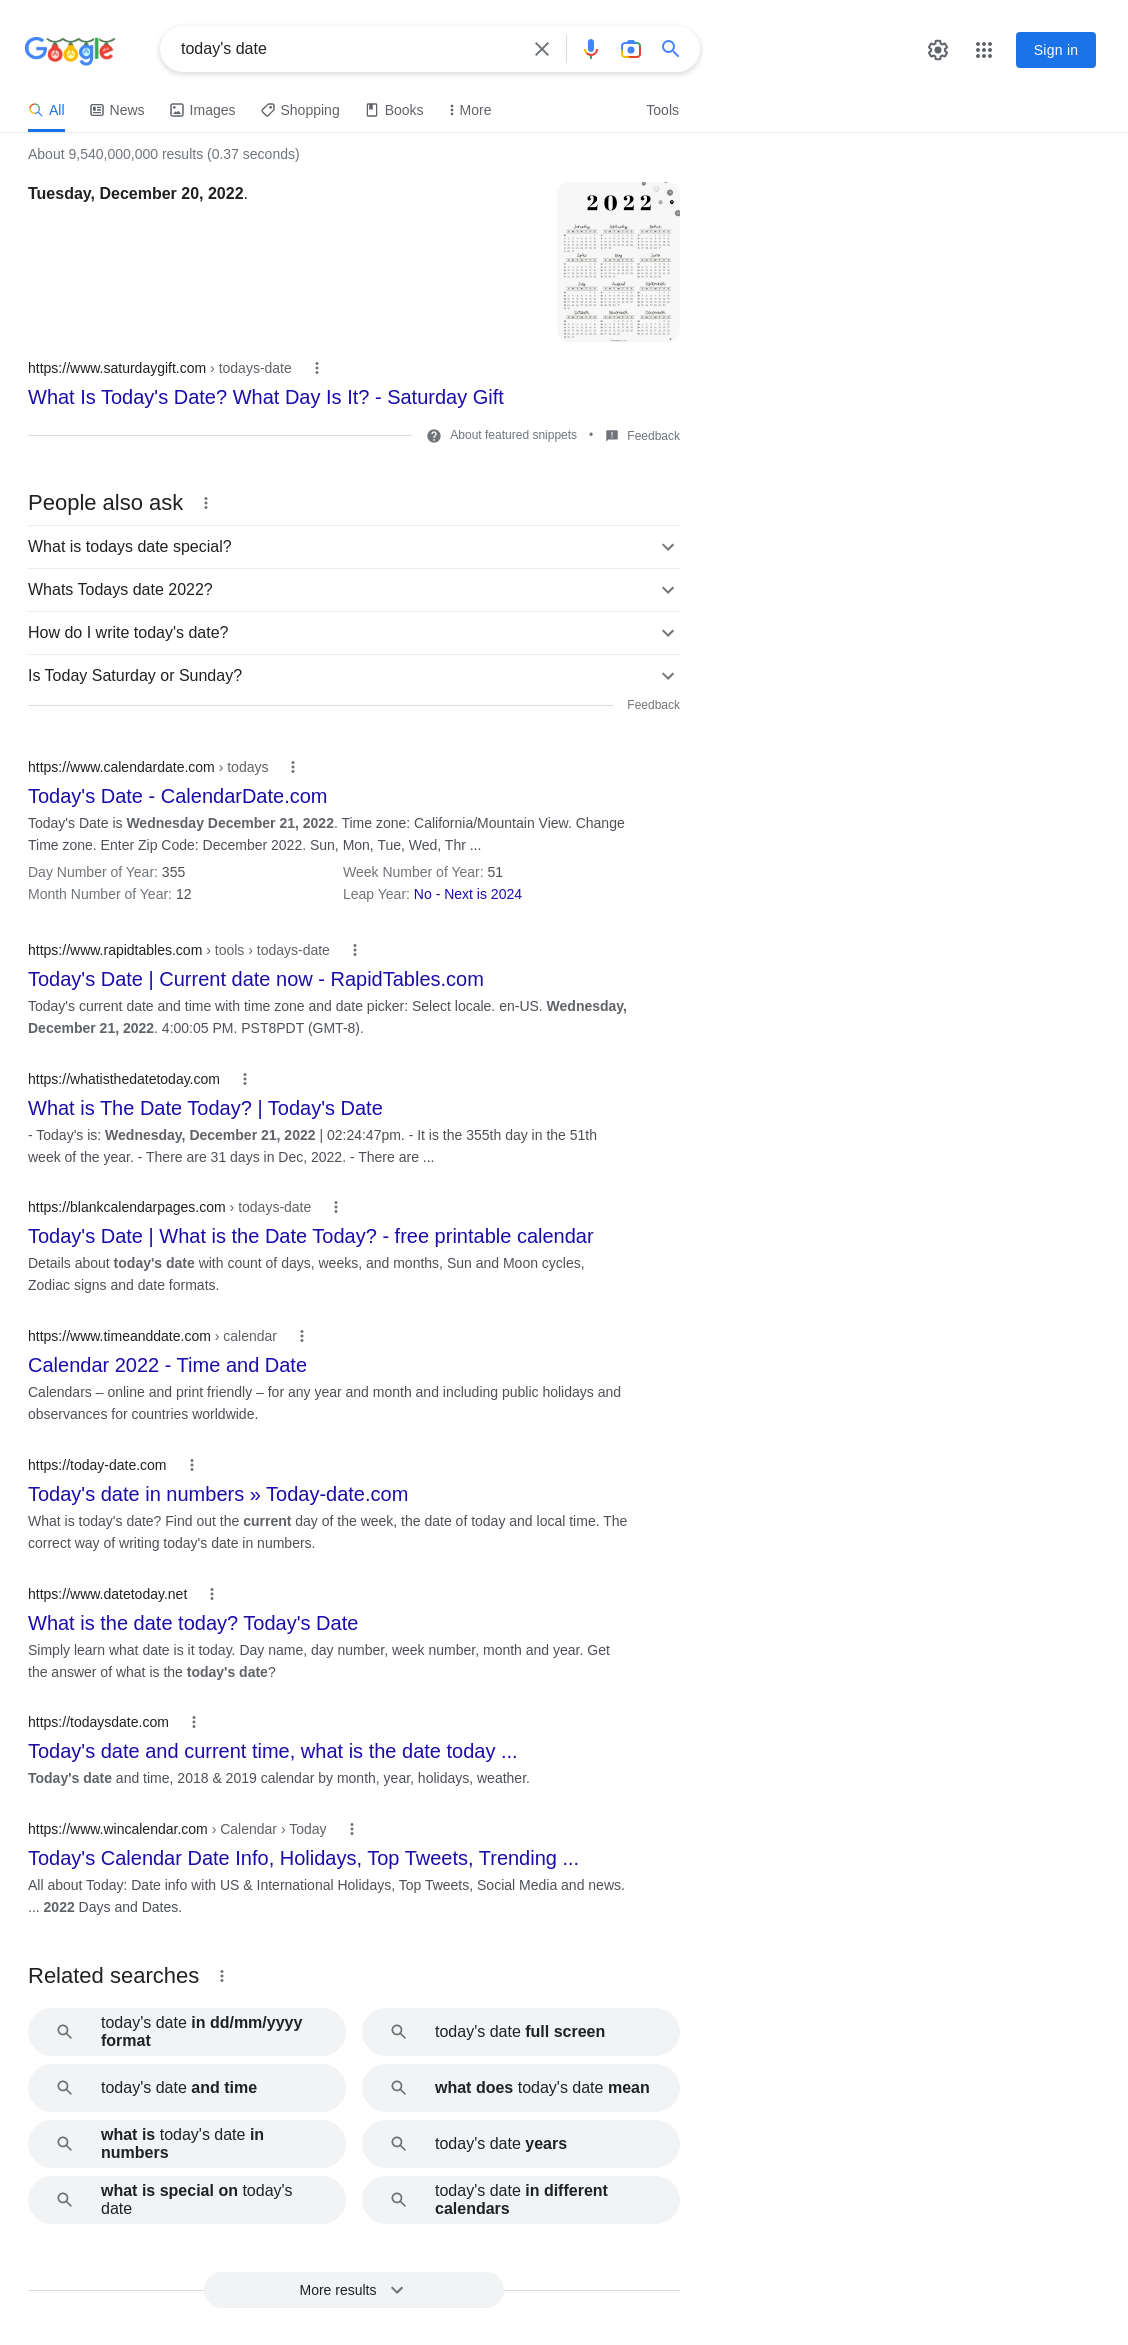 Google
today's date
Sign in
All
News
Images
Shopping
Books
More
Tools
About 9,540,000,000 results (0.37 seconds)
Tuesday, December 20, 2022.
2022
https://www.saturdaygift.com › todays-date
What Is Today's Date? What Day Is It? - Saturday Gift
About featured snippets • Feedback
People also ask
What is todays date special?
Whats Todays date 2022?
How do I write today's date?
Is Today Saturday or Sunday?
Feedback
https://www.calendardate.com › todays
Today's Date - CalendarDate.com
Today's Date is Wednesday December 21, 2022. Time zone: California/Mountain View. Change
Time zone. Enter Zip Code: December 2022. Sun, Mon, Tue, Wed, Thr ...
Day Number of Year: 355
Week Number of Year: 51
Month Number of Year: 12
Leap Year: No - Next is 2024
https://www.rapidtables.com › tools › todays-date
Today's Date | Current date now - RapidTables.com
Today's current date and time with time zone and date picker: Select locale. en-US. Wednesday,
December 21, 2022. 4:00:05 PM. PST8PDT (GMT-8).
https://whatisthedatetoday.com
What is The Date Today? | Today's Date
- Today's is: Wednesday, December 21, 2022 | 02:24:47pm. - It is the 355th day in the 51th
week of the year. - There are 31 days in Dec, 2022. - There are ...
https://blankcalendarpages.com › todays-date
Today's Date | What is the Date Today? - free printable calendar
Details about today's date with count of days, weeks, and months, Sun and Moon cycles,
Zodiac signs and date formats.
https://www.timeanddate.com › calendar
Calendar 2022 - Time and Date
Calendars – online and print friendly – for any year and month and including public holidays and
observances for countries worldwide.
https://today-date.com
Today's date in numbers » Today-date.com
What is today's date? Find out the current day of the week, the date of today and local time. The
correct way of writing today's date in numbers.
https://www.datetoday.net
What is the date today? Today's Date
Simply learn what date is it today. Day name, day number, week number, month and year. Get
the answer of what is the today's date?
https://todaysdate.com
Today's date and current time, what is the date today ...
Today's date and time, 2018 & 2019 calendar by month, year, holidays, weather.
https://www.wincalendar.com › Calendar › Today
Today's Calendar Date Info, Holidays, Top Tweets, Trending ...
All about Today: Date info with US & International Holidays, Top Tweets, Social Media and news.
... 2022 Days and Dates.
Related searches
today's date in dd/mm/yyyy
format
today's date full screen
today's date and time
what does today's date mean
what is today's date in
numbers
today's date years
what is special on today's
date
today's date in different
calendars
More results